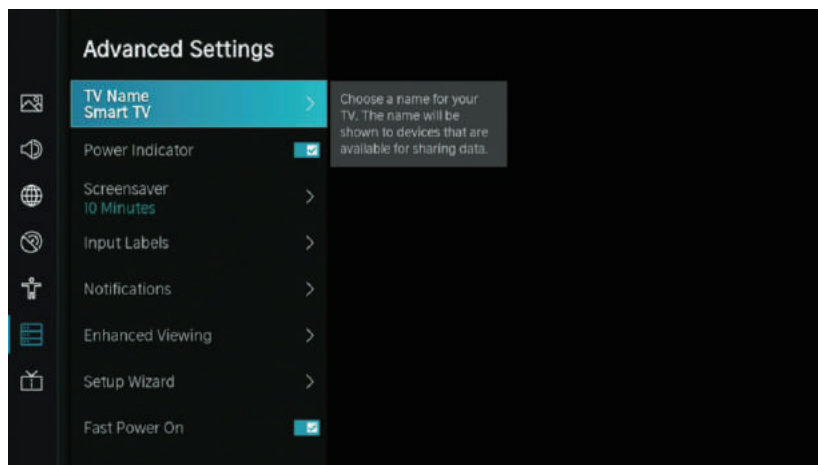 Advanced Settings
TV Name
Smart TV
Choose a name for your
TV. The name will be
shown to devices that are
available for sharing data.
Power Indicator
Screensaver
10 Minutes
Input Labels
Notifications
Enhanced Viewing
Setup Wizard
Fast Power On